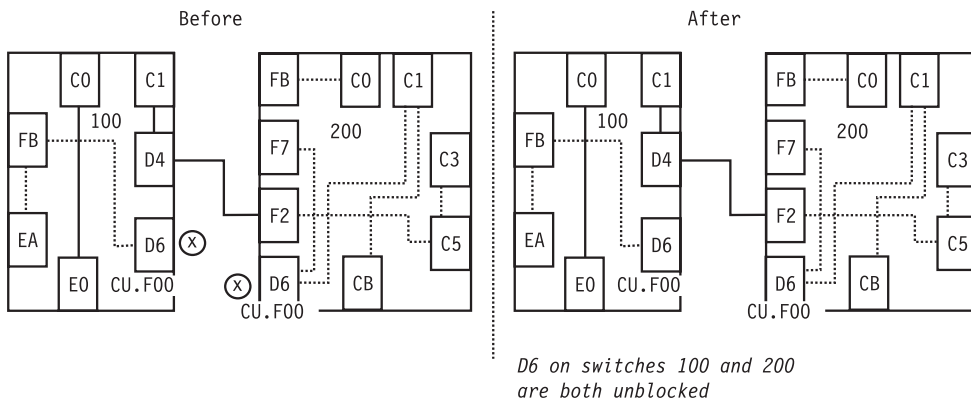 Before
After
C0
C1
FB
C0
C1
100
200
FB
F7
D4
C3
F2
EA
D6
X
C5
E0
CU.F00
X
D6
CB
CU.F00
C0
C1
FB
C0
C1
100
200
FB
F7
D4
C3
F2
EA
D6
C5
E0
CU.F00
D6
CB
CU.F00
D6 on switches 100 and 200
are both unblocked